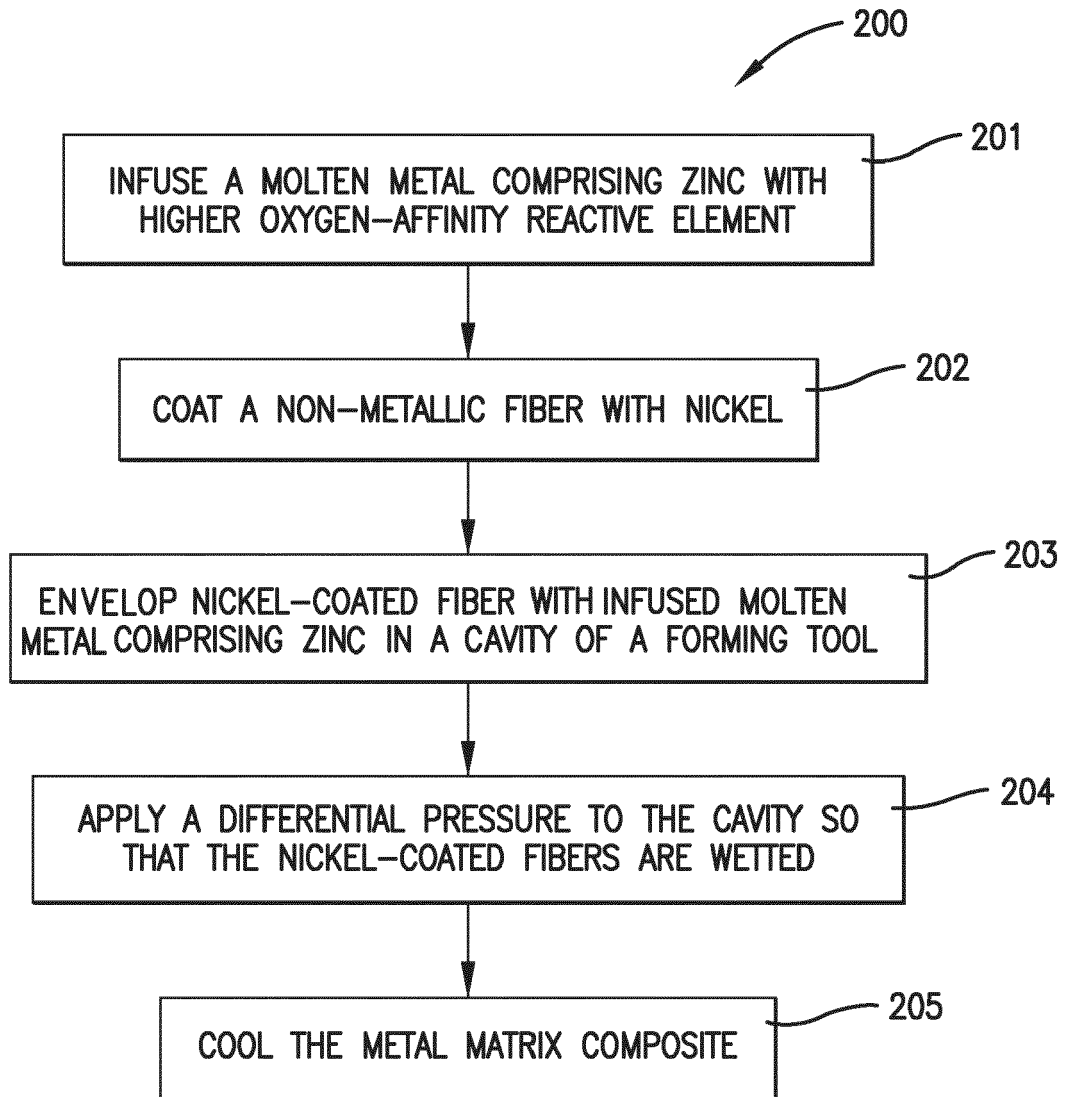 200
201
INFUSE A MOLTEN METAL COMPRISING ZINC WITH
HIGHER OXYGEN-AFFINITY REACTIVE ELEMENT
202
COAT A NON-METALLIC FIBER WITH NICKEL
203
ENVELOP NICKEL-COATED FIBER WITH INFUSED MOLTEN
METAL COMPRISING ZINC IN A CAVITY OF A FORMING TOOL
204
APPLY A DIFFERENTIAL PRESSURE TO THE CAVITY SO
THAT THE NICKEL-COATED FIBERS ARE WETTED
205
COOL THE METAL MATRIX COMPOSITE